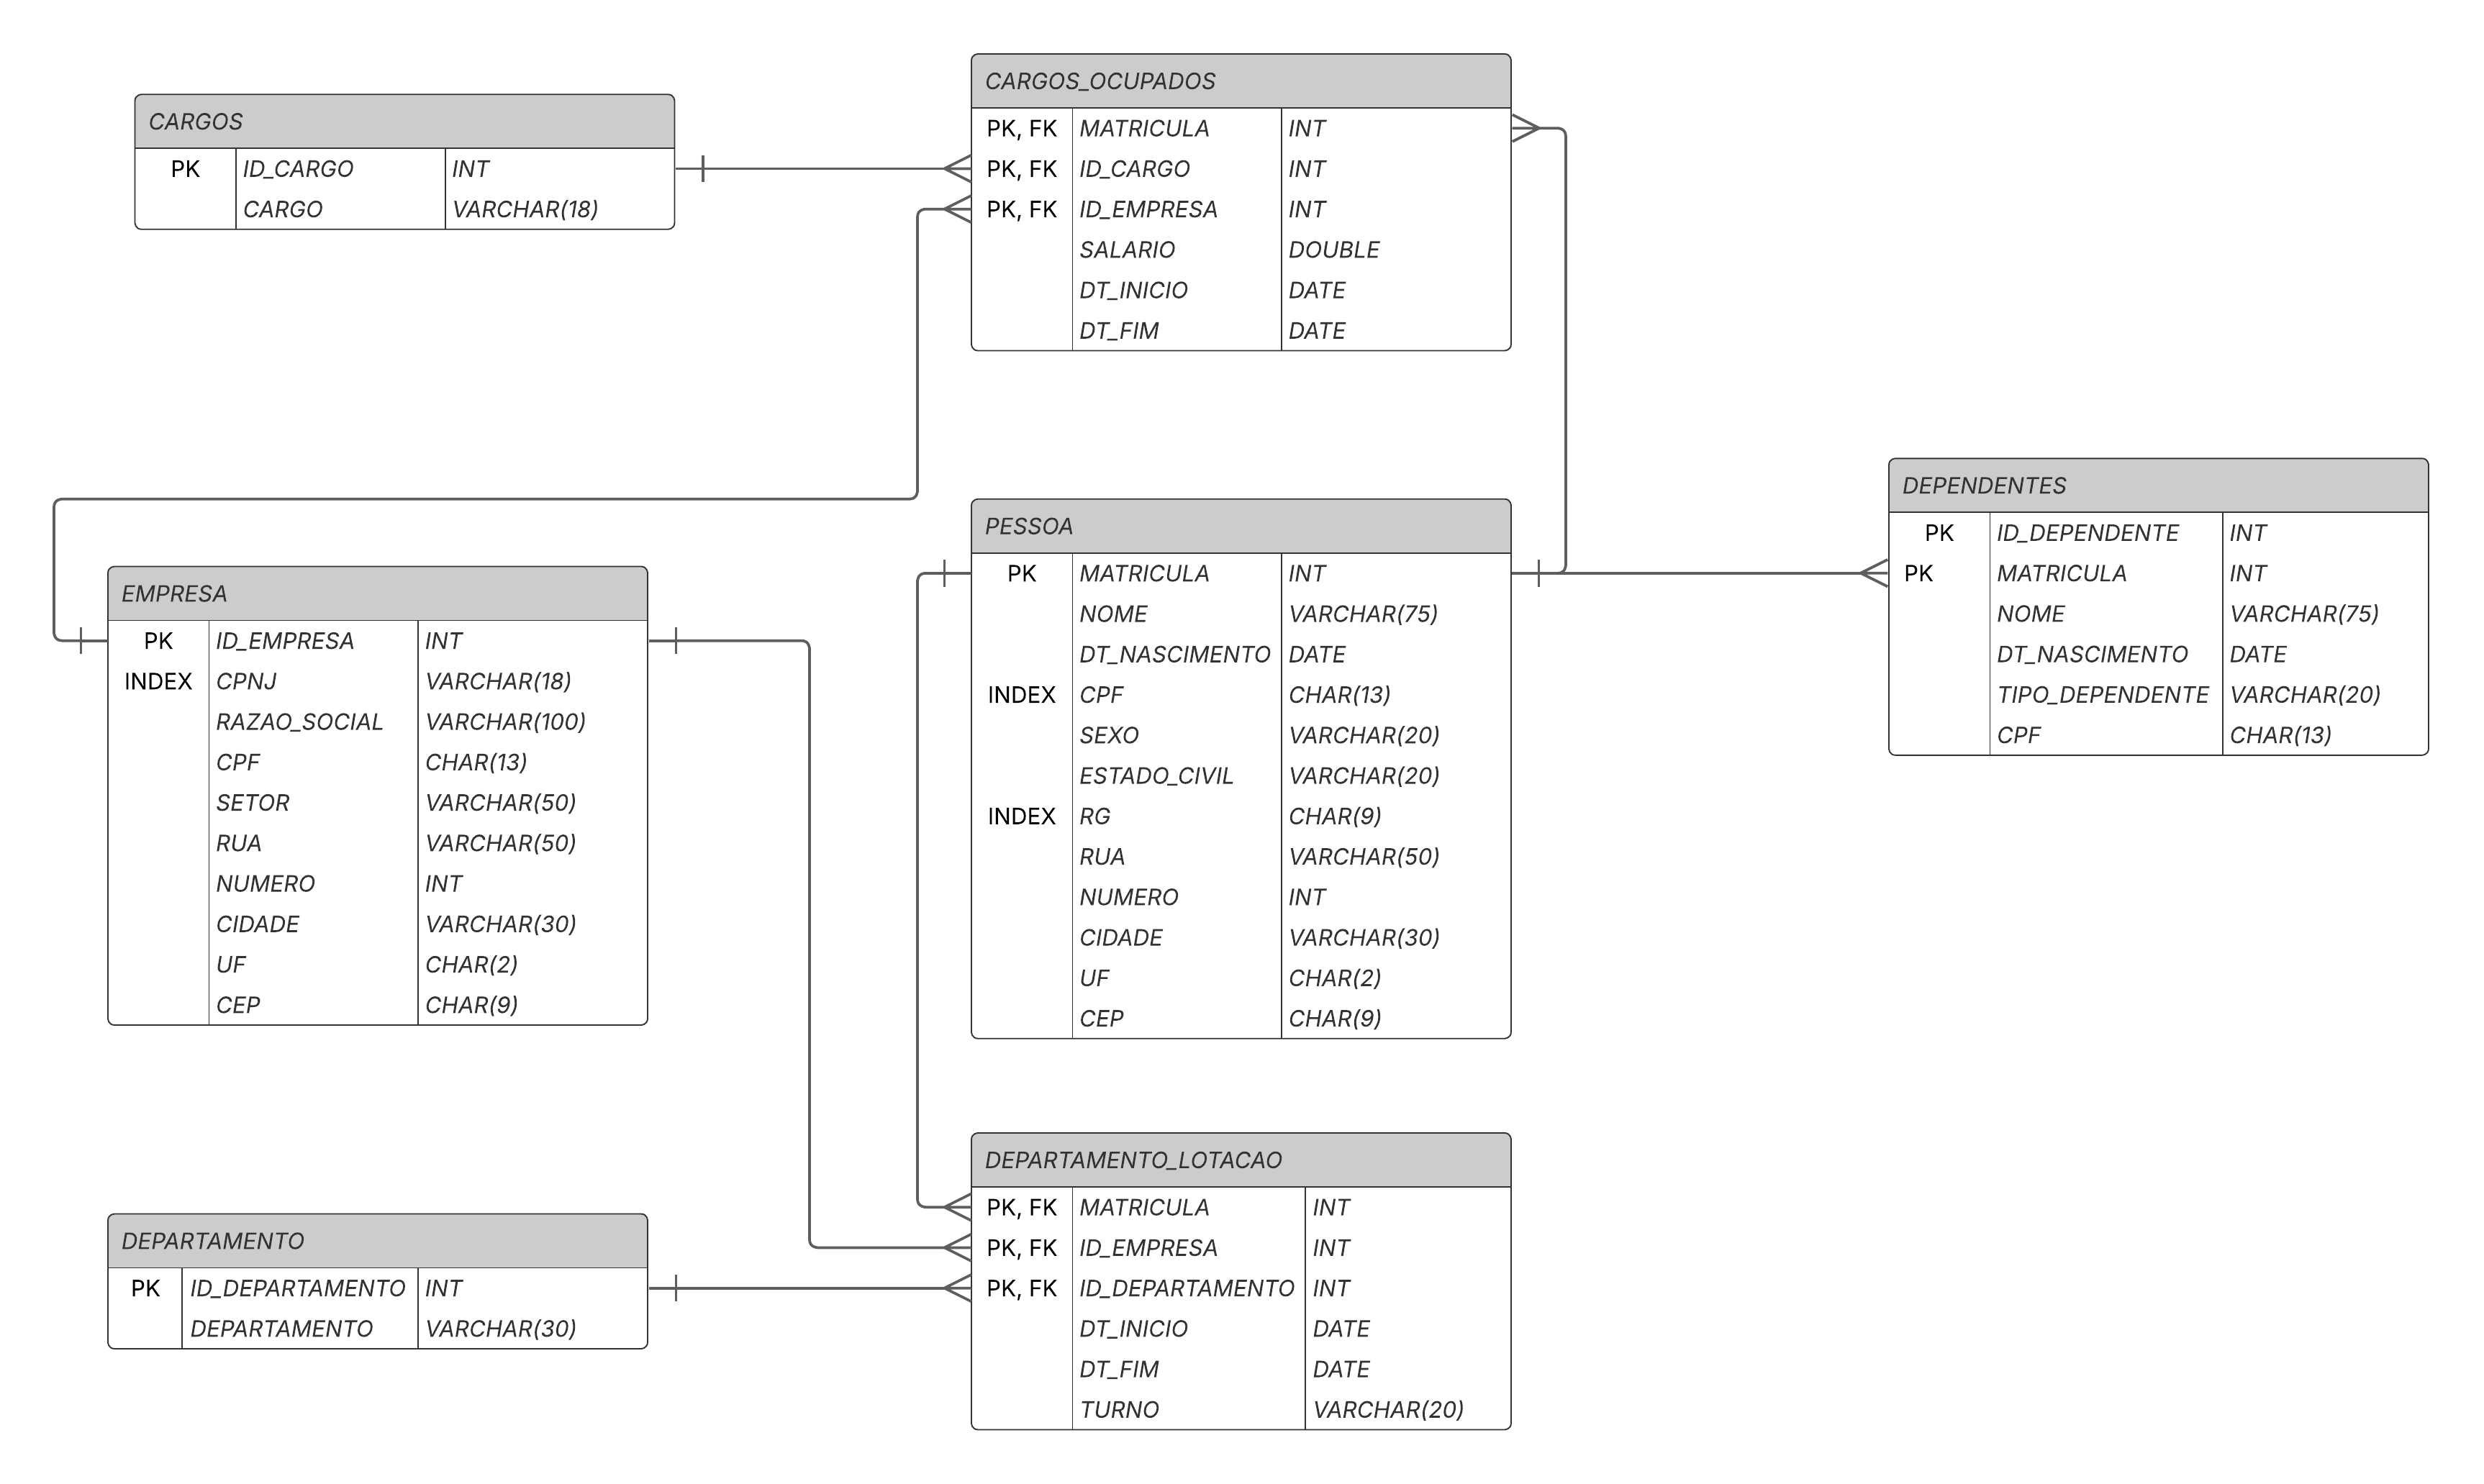 CARGOS
PK ID_CARGO INT
CARGO VARCHAR(18)
CARGOS_OCUPADOS
PK, FK MATRICULA INT
PK, FK ID_CARGO INT
PK, FK ID_EMPRESA INT
SALARIO DOUBLE
DT_INICIO DATE
DT_FIM DATE
EMPRESA
PK ID_EMPRESA INT
INDEX CPNJ VARCHAR(18)
RAZAO_SOCIAL VARCHAR(100)
CPF CHAR(13)
SETOR VARCHAR(50)
RUA VARCHAR(50)
NUMERO INT
CIDADE VARCHAR(30)
UF CHAR(2)
CEP CHAR(9)
PESSOA
PK MATRICULA INT
NOME VARCHAR(75)
DT_NASCIMENTO DATE
INDEX CPF CHAR(13)
SEXO VARCHAR(20)
ESTADO_CIVIL VARCHAR(20)
INDEX RG CHAR(9)
RUA VARCHAR(50)
NUMERO INT
CIDADE VARCHAR(30)
UF CHAR(2)
CEP CHAR(9)
DEPENDENTES
PK ID_DEPENDENTE INT
PK MATRICULA INT
NOME VARCHAR(75)
DT_NASCIMENTO DATE
TIPO_DEPENDENTE VARCHAR(20)
CPF CHAR(13)
DEPARTAMENTO
PK ID_DEPARTAMENTO INT
DEPARTAMENTO VARCHAR(30)
DEPARTAMENTO_LOTACAO
PK, FK MATRICULA INT
PK, FK ID_EMPRESA INT
PK, FK ID_DEPARTAMENTO INT
DT_INICIO DATE
DT_FIM DATE
TURNO VARCHAR(20)